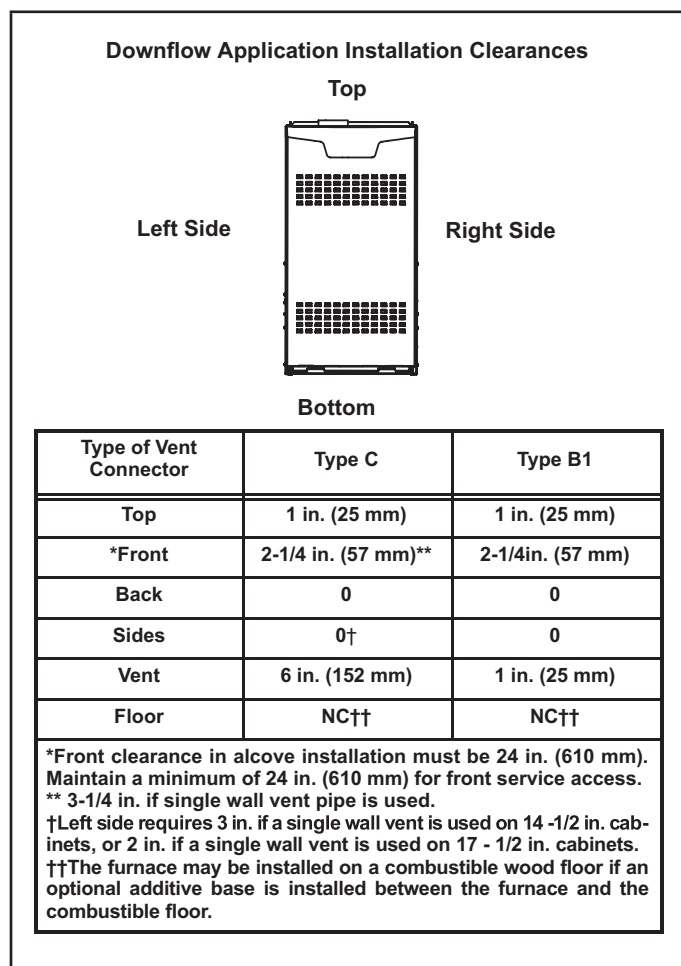 Downflow Application Installation Clearances
Top
Left Side
Right Side
Bottom
Type of Vent Connector | Type C | Type B1
Top | 1 in. (25 mm) | 1 in. (25 mm)
*Front | 2-1/4 in. (57 mm)** | 2-1/4in. (57 mm)
Back | 0 | 0
Sides | 0† | 0
Vent | 6 in. (152 mm) | 1 in. (25 mm)
Floor | NC†† | NC††
*Front clearance in alcove installation must be 24 in. (610 mm).
Maintain a minimum of 24 in. (610 mm) for front service access.
** 3-1/4 in. if single wall vent pipe is used.
†Left side requires 3 in. if a single wall vent is used on 14 -1/2 in. cab-
inets, or 2 in. if a single wall vent is used on 17 - 1/2 in. cabinets.
††The furnace may be installed on a combustible wood floor if an
optional additive base is installed between the furnace and the
combustible floor.